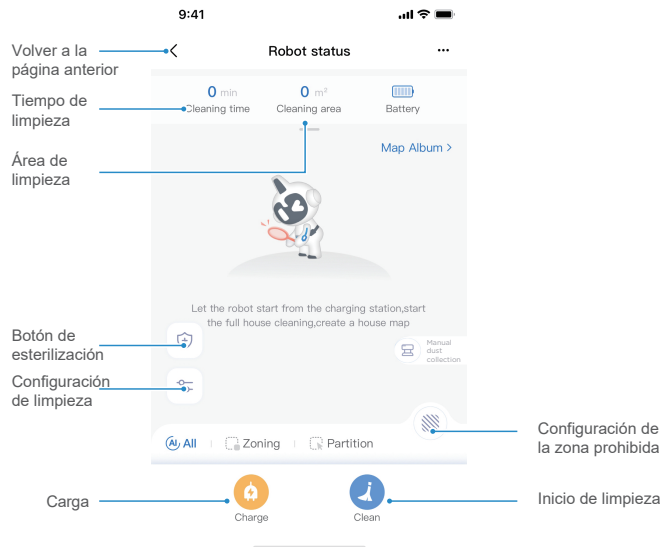 9:41
Volver a la
página anterior
Robot status
Tiempo de
limpieza
0 min
0 m²
Cleaning time
Cleaning area
Battery
Área de
limpieza
Map Album >
Let the robot start from the charging station,start
the full house cleaning,create a house map
Botón de
esterilización
Manual
dust
collection
Configuración
de limpieza
Configuración de
la zona prohibida
AI All
Zoning
Partition
Carga
Charge
Clean
Inicio de limpieza